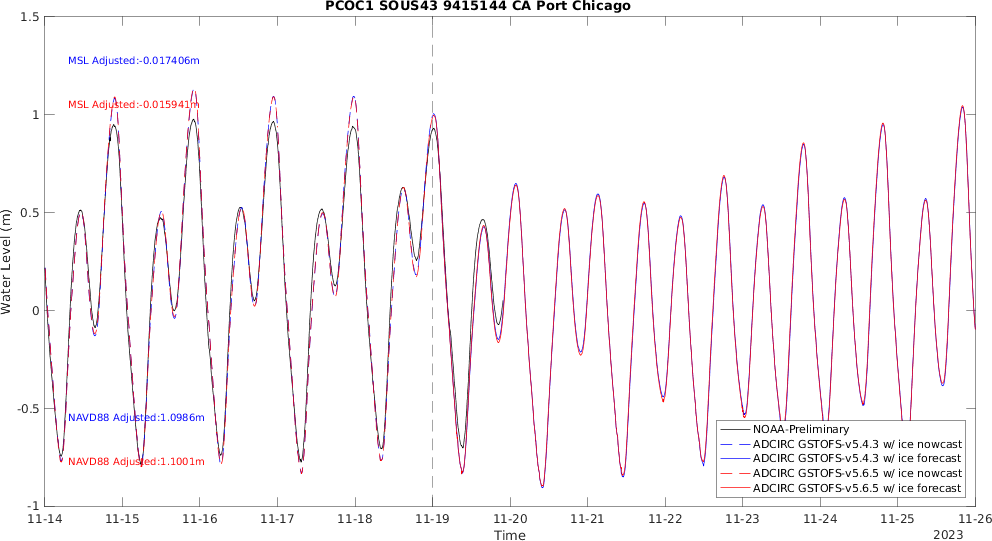 PCOC1 SOUS43 9415144 CA Port Chicago
1.5
1
0.5
0
-0.5
-1
Water Level (m)
MSL Adjusted:-0.017406m
MSL Adjusted:-0.015941m
NAVD88 Adjusted:1.0986m
NAVD88 Adjusted:1.1001m
NOAA-Preliminary
ADCIRC GSTOFS-v5.4.3 w/ ice nowcast
ADCIRC GSTOFS-v5.4.3 w/ ice forecast
ADCIRC GSTOFS-v5.6.5 w/ ice nowcast
ADCIRC GSTOFS-v5.6.5 w/ ice forecast
11-14 11-15 11-16 11-17 11-18 11-19 11-20 11-21 11-22 11-23 11-24 11-25 11-26
Time
2023